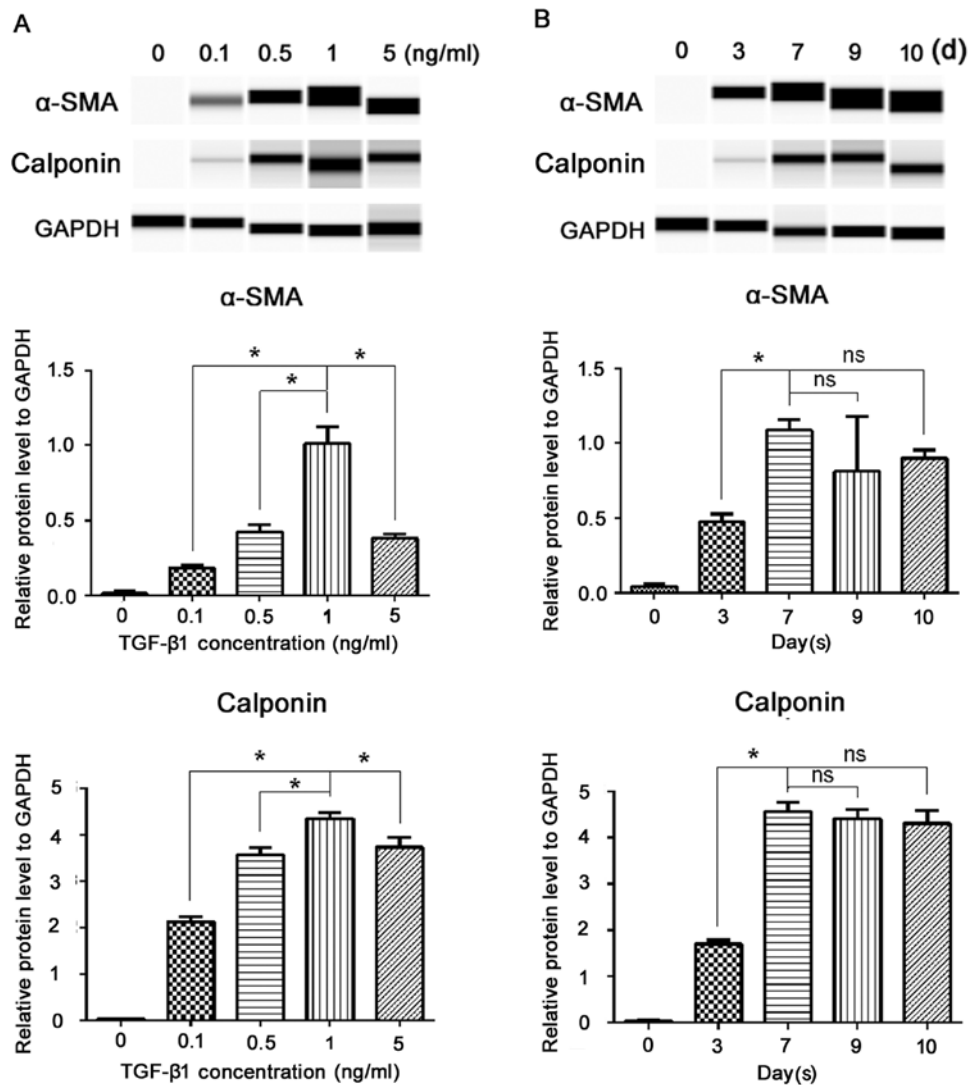 A
0 0.1 0.5 1 5 (ng/ml)
α-SMA
Calponin
GAPDH
α-SMA
Relative protein level to GAPDH
1.5
1.0
0.5
0.0
* *
*
0 0.1 0.5 1 5
TGF-β1 concentration (ng/ml)
Calponin
Relative protein level to GAPDH
5
4
3
2
1
0
* *
*
0 0.1 0.5 1 5
TGF-β1 concentration (ng/ml)
B
0 3 7 9 10 (d)
α-SMA
Calponin
GAPDH
α-SMA
Relative protein level to GAPDH
1.5
1.0
0.5
0.0
* ns
ns
0 3 7 9 10
Day(s)
Calponin
Relative protein level to GAPDH
5
4
3
2
1
0
* ns
ns
0 3 7 9 10
Day(s)